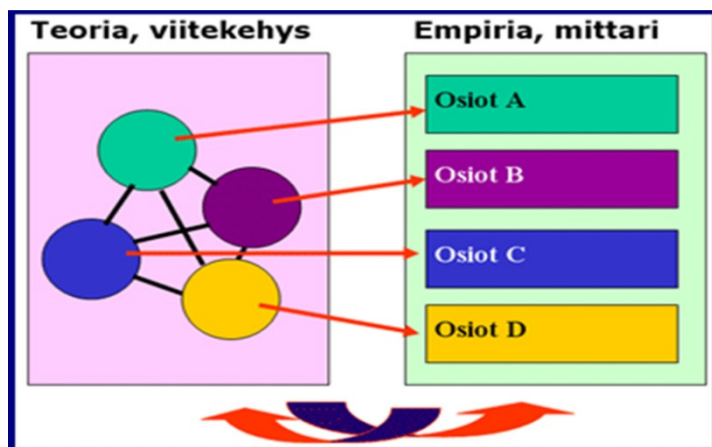 Teoria, viitekehys
Empiria, mittari
Osiot A
Osiot B
Osiot C
Osiot D